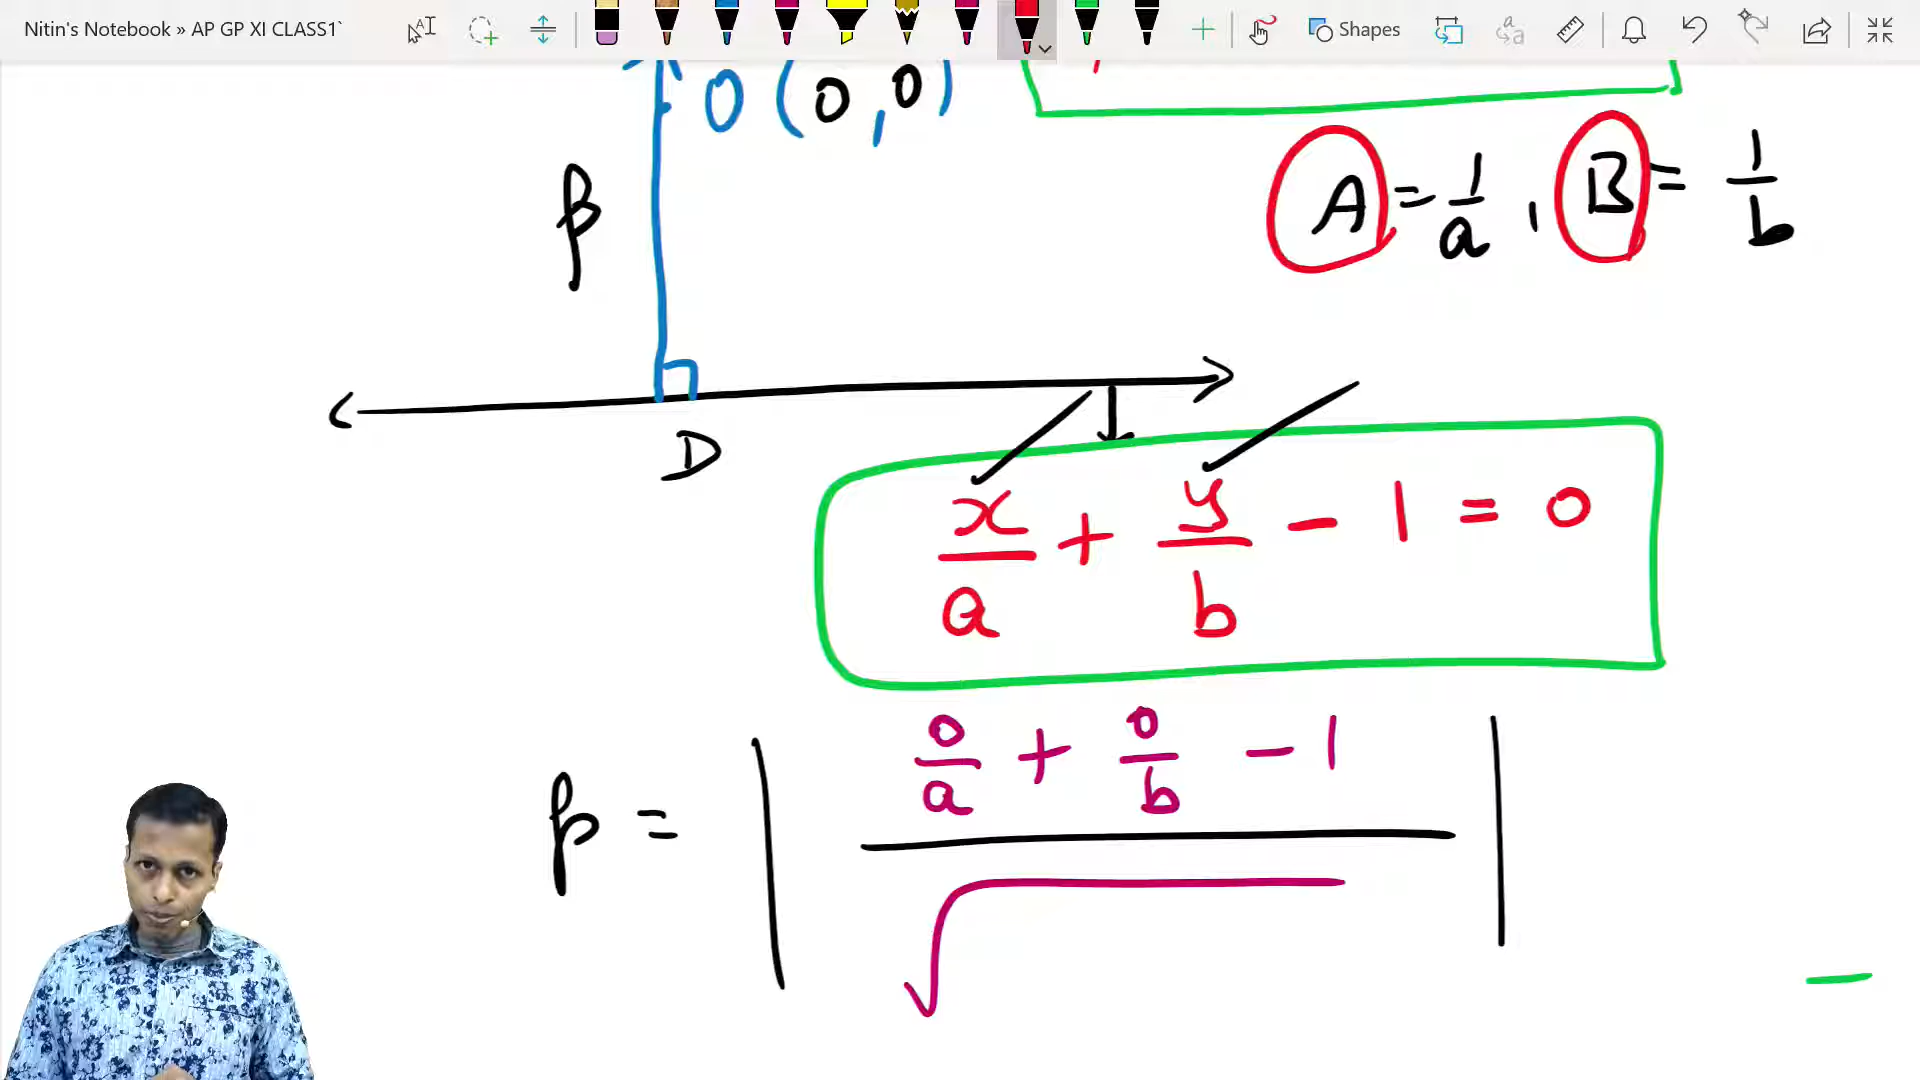 Nitin's Notebook » AP GP XI CLASS1`
Shapes
O (0,0)
p
A = 1/a , B = 1/b
D
x/a + y/b - 1 = 0
p = | (0/a + 0/b - 1) / √ |